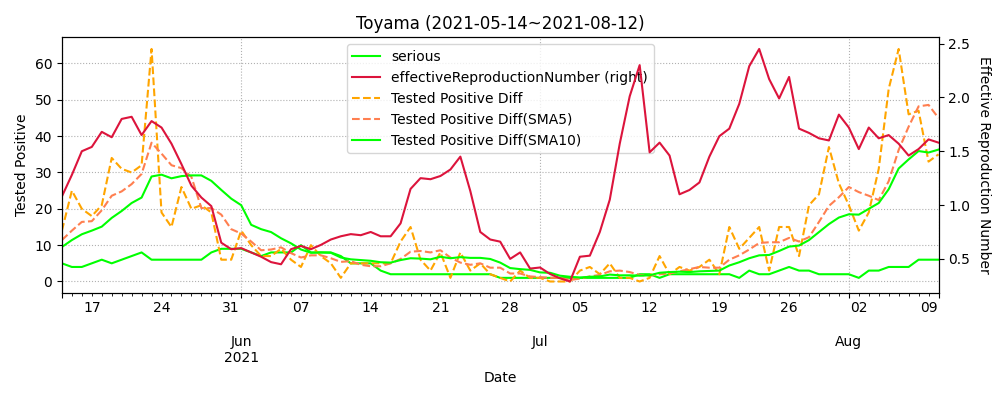 Toyama (2021-05-14~2021-08-12)
serious
effectiveReproductionNumber (right)
Tested Positive Diff
Tested Positive Diff(SMA5)
Tested Positive Diff(SMA10)
Tested Positive
60
50
40
30
20
10
0
Effective Reproduction Number
2.5
2.0
1.5
1.0
0.5
17 24 31 07 14 21 28 05 12 19 26 02 09
Jun Jul Aug
2021
Date